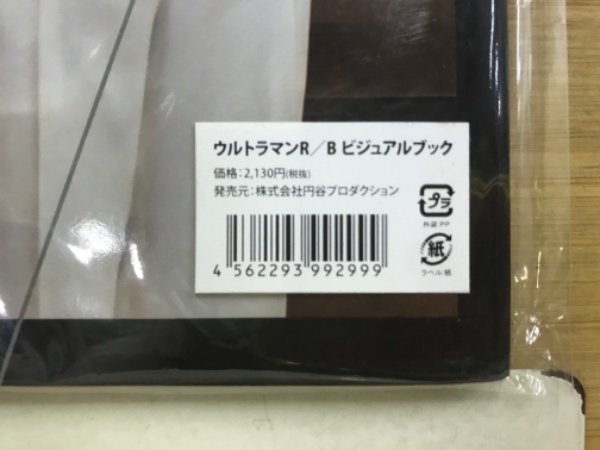 ウルトラマンR／B ビジュアルブック
価格：2,130円(税抜)
発売元：株式会社円谷プロダクション
プラ
外装:PP
紙
ラベル:紙
4 562293 992999